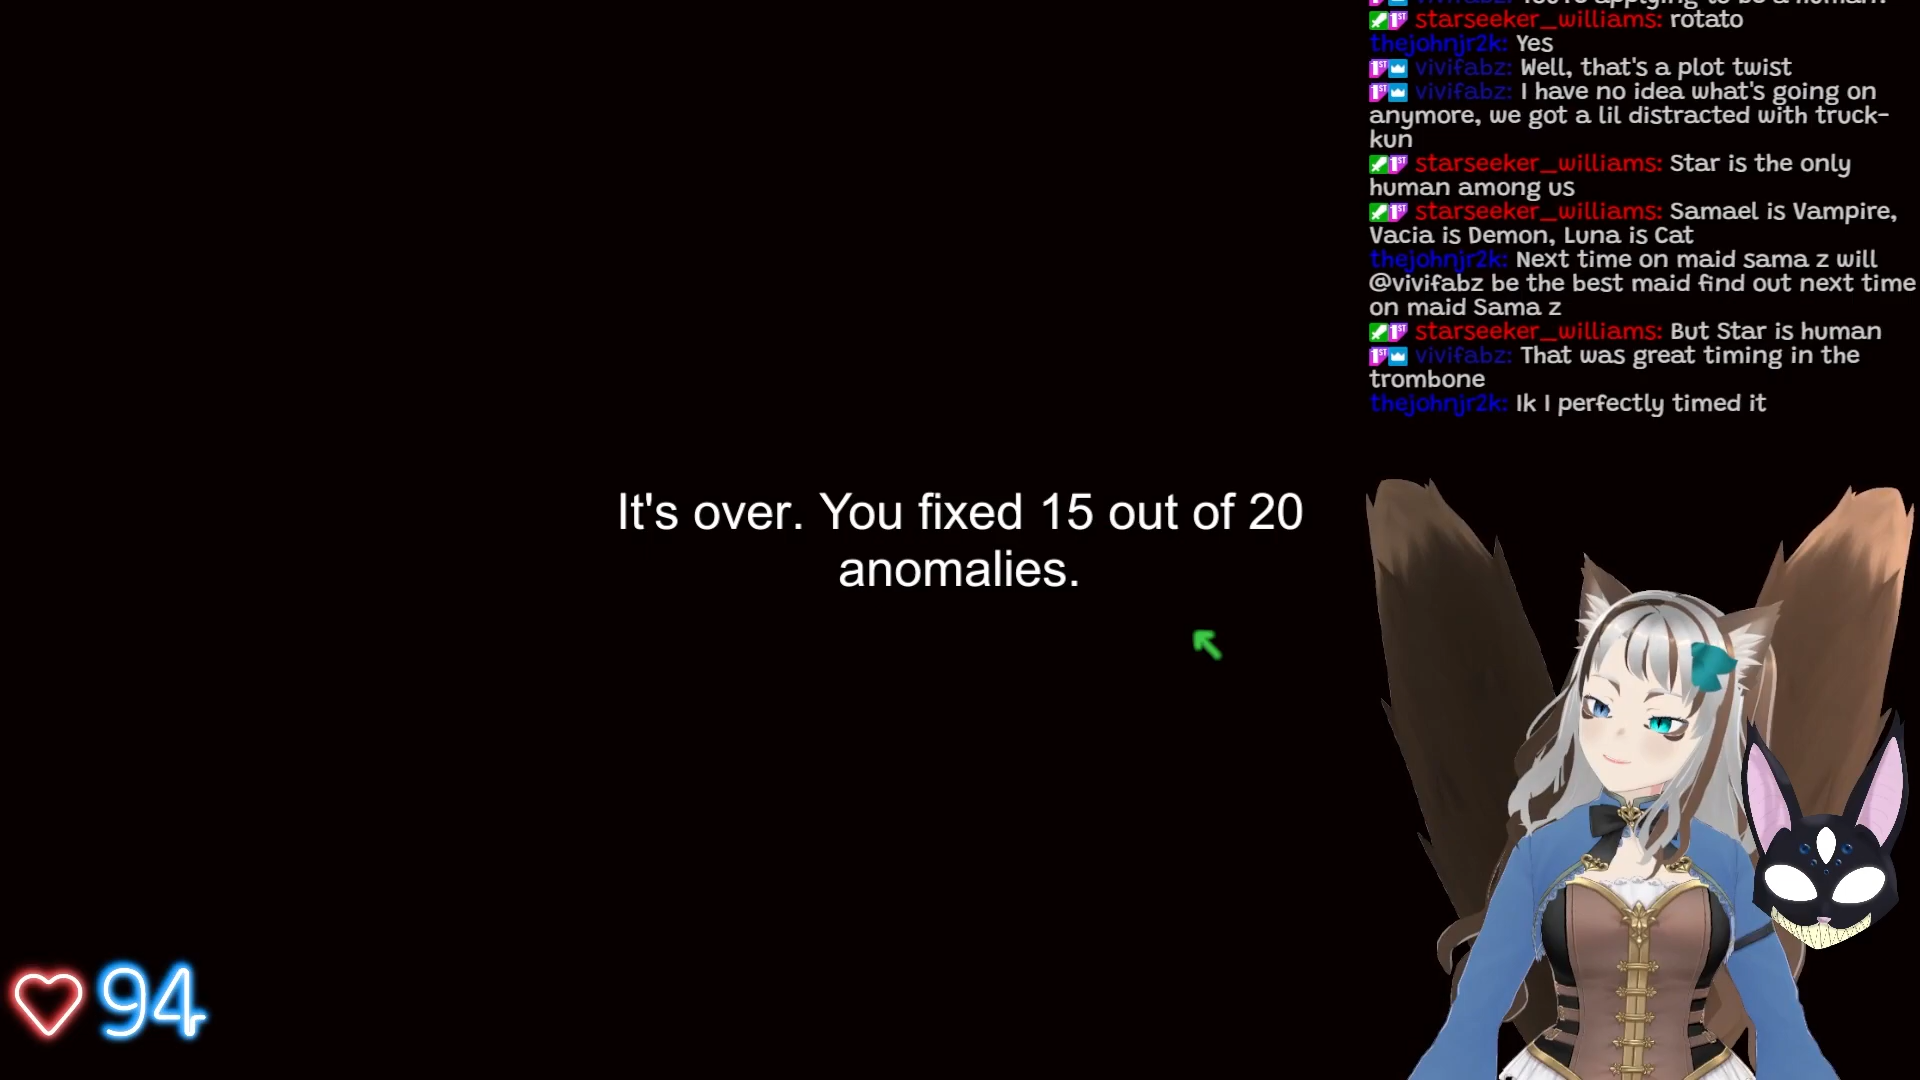 starseeker_williams: rotato
thejohnjr2k: Yes
vivifabz: Well, that's a plot twist
vivifabz: I have no idea what's going on
anymore, we got a lil distracted with truck-
kun
starseeker_williams: Star is the only
human among us
starseeker_williams: Samael is Vampire,
Vacia is Demon, Luna is Cat
thejohnjr2k: Next time on maid sama z will
@vivifabz be the best maid find out next time
on maid Sama z
starseeker_williams: But Star is human
vivifabz: That was great timing in the
trombone
thejohnjr2k: Ik I perfectly timed it
It's over. You fixed 15 out of 20
anomalies.
94